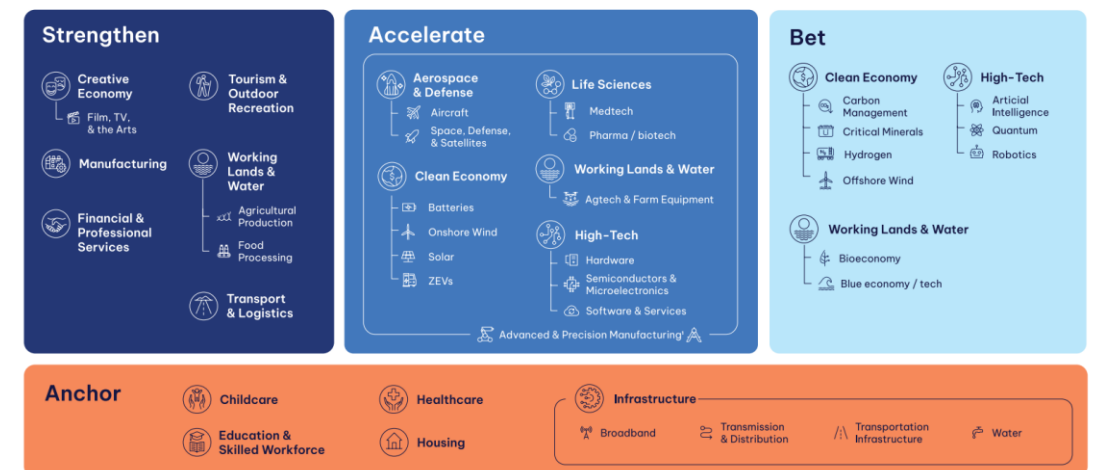 Strengthen
Creative
Economy
Film, TV,
& the Arts
Manufacturing
Financial &
Professional
Services
Tourism &
Outdoor
Recreation
Working
Lands &
Water
Agricultural
Production
Food
Processing
Transport
& Logistics
Accelerate
Aerospace
& Defense
Aircraft
Space, Defense,
& Satellites
Clean Economy
Batteries
Onshore Wind
Solar
ZEVs
Life Sciences
Medtech
Pharma / biotech
Working Lands & Water
Agtech & Farm Equipment
High-Tech
Hardware
Semiconductors &
Microelectronics
Software & Services
Advanced & Precision Manufacturing¹
Bet
Clean Economy
Carbon
Management
Critical Minerals
Hydrogen
Offshore Wind
High-Tech
Articial
Intelligence
Quantum
Robotics
Working Lands & Water
Bioeconomy
Blue economy / tech
Anchor
Childcare
Education &
Skilled Workforce
Healthcare
Housing
Infrastructure
Broadband
Transmission
& Distribution
Transportation
Infrastructure
Water